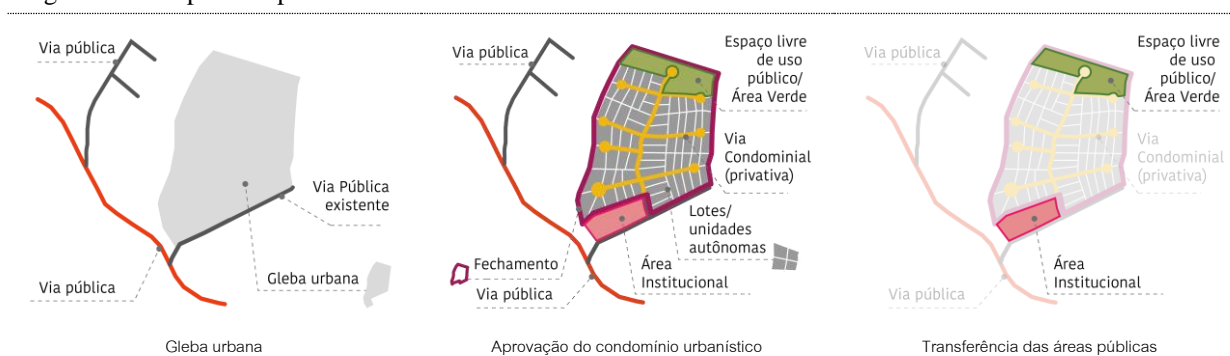 Via pública
Via Pública
existente
Gleba urbana
Via pública
Gleba urbana
Via pública
Espaço livre
de uso
público/
Área Verde
Via
Condominial
(privativa)
Lotes/
unidades
autônomas
Fechamento
Área
Institucional
Via pública
Aprovação do condomínio urbanístico
Via pública
Espaço livre
de uso
público/
Área Verde
Via
Condominial
(privativa)
Área
Institucional
Via pública
Transferência das áreas públicas